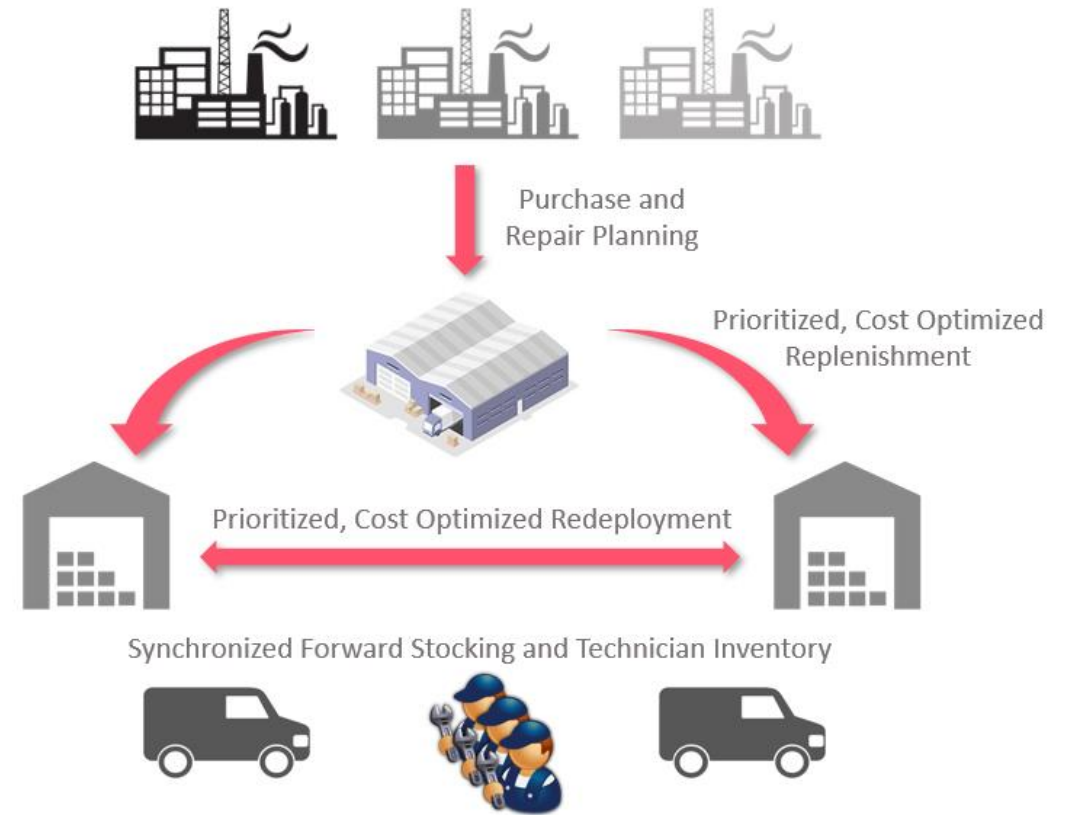 Purchase and
Repair Planning
Prioritized, Cost Optimized
Replenishment
Prioritized, Cost Optimized Redeployment
Synchronized Forward Stocking and Technician Inventory